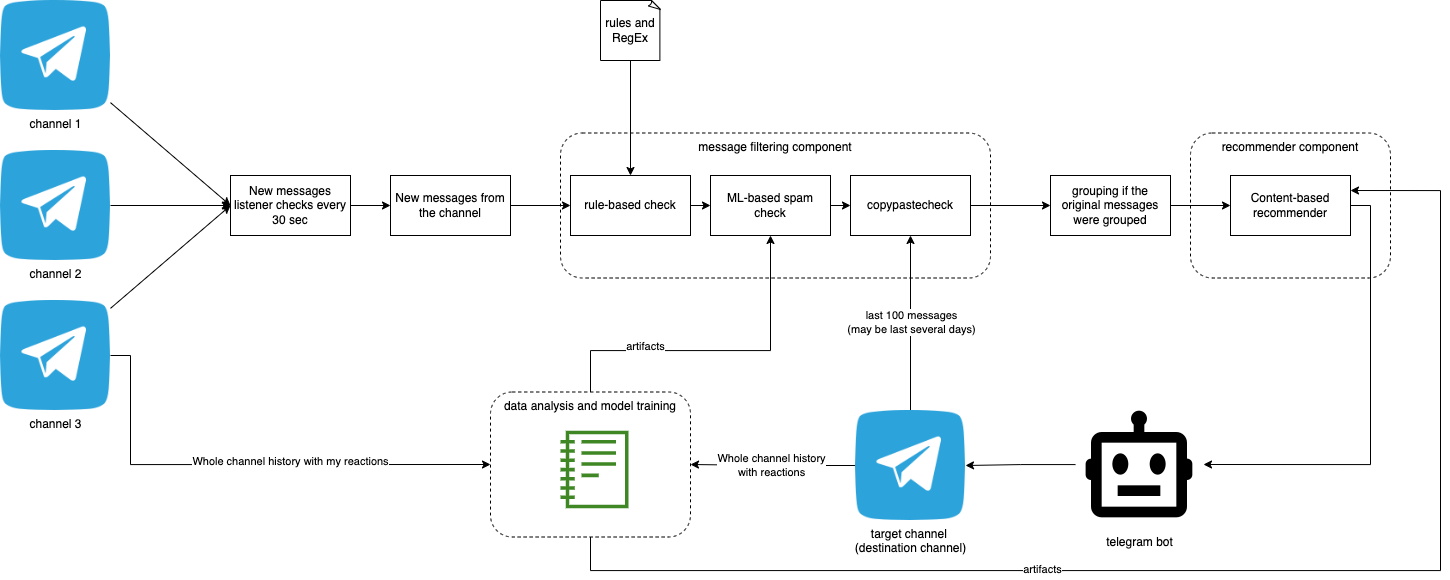 rules and
RegEx
channel 1
message filtering component
recommender component
New messages
listener checks every
30 sec
New messages from
the channel
rule-based check
ML-based spam
check
copypastecheck
grouping if the
original messages
were grouped
Content-based
recommender
channel 2
last 100 messages
(may be last several days)
artifacts
channel 3
data analysis and model training
Whole channel history with my reactions
Whole channel history
with reactions
target channel
(destination channel)
telegram bot
artifacts